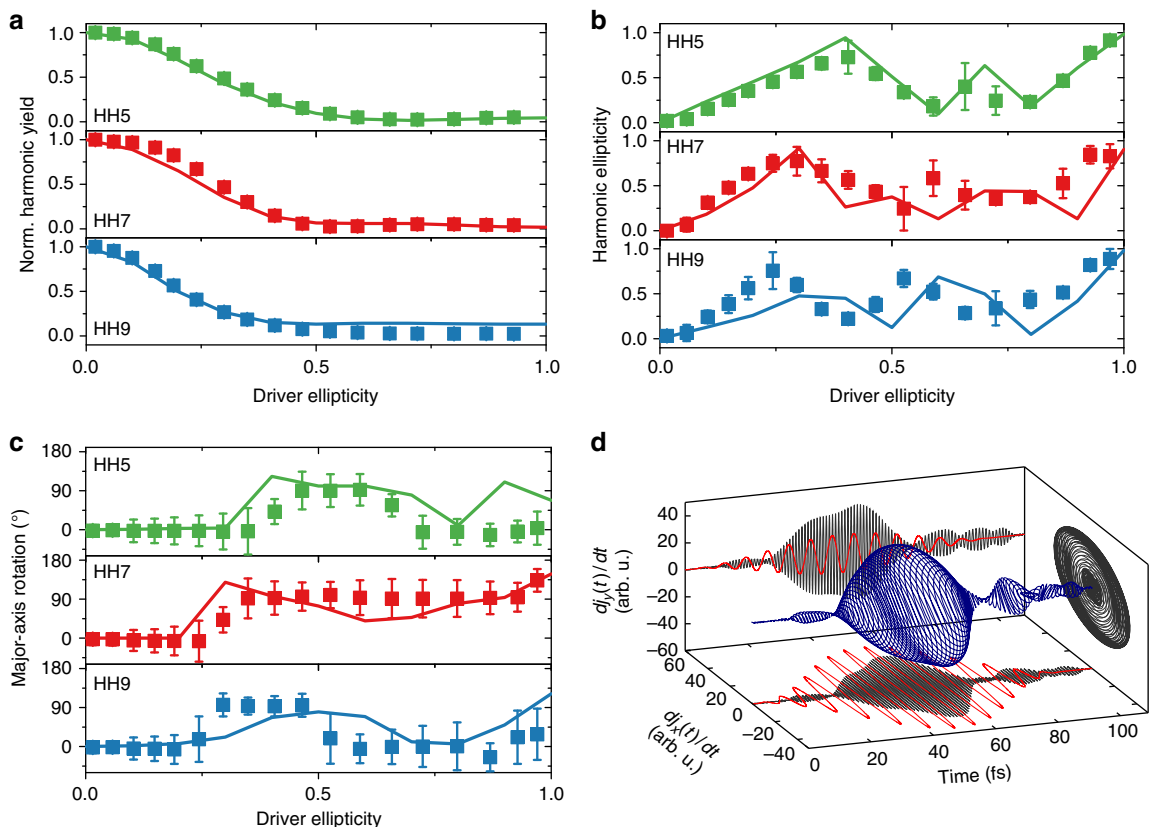 a
Norm. harmonic yield
1.0
0.5
0.0
HH5
1.0
0.5
0.0
HH7
1.0
0.5
0.0
HH9
0.0 0.5 1.0
Driver ellipticity
b
Harmonic ellipticity
HH5
1.0
0.5
0.0
HH7
1.0
0.5
0.0
HH9
1.0
0.5
0.0
0.0 0.5 1.0
Driver ellipticity
c
Major-axis rotation (°)
HH5
180
90
0
HH7
180
90
0
HH9
180
90
0
0.0 0.5 1.0
Driver ellipticity
d
djy(t)/dt
(arb. u.)
40
20
0
−20
−40
−60
60
40
20
0
−20
−40
djx(t)/dt
(arb. u.)
0 20 40 60 80 100
Time (fs)